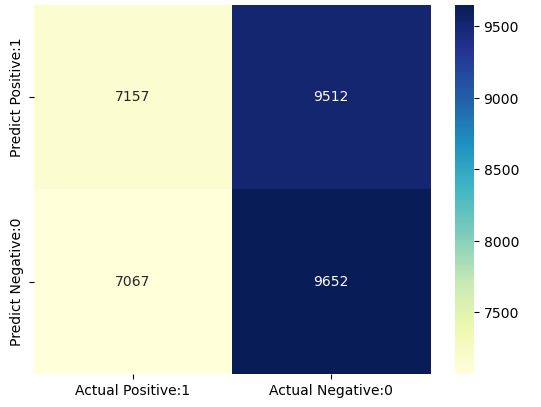 Predict Positive:1
7157
9512
Predict Negative:0
7067
9652
Actual Positive:1
Actual Negative:0
9500
9000
8500
8000
7500